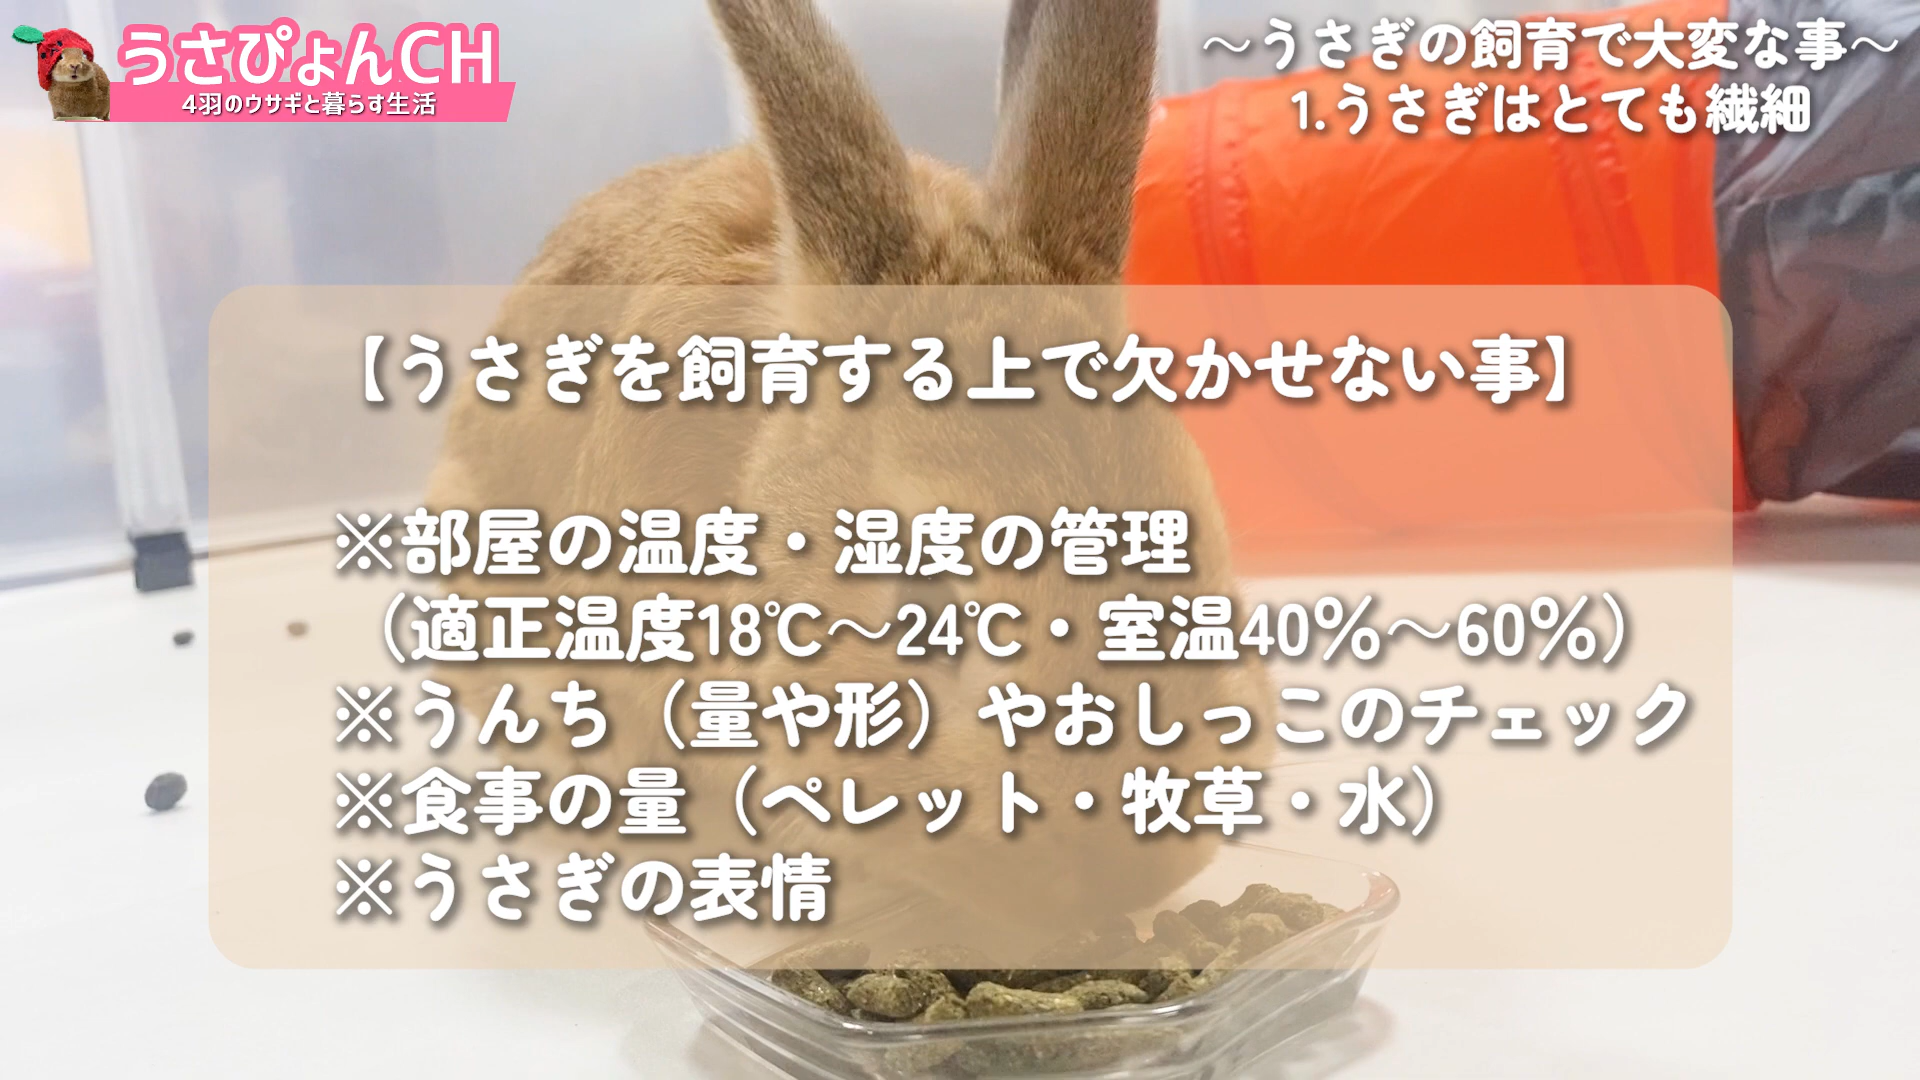 うさぴょんCH
4羽のウサギと暮らす生活
～うさぎの飼育で大変な事～
1.うさぎはとても繊細
【うさぎを飼育する上で欠かせない事】
※部屋の温度・湿度の管理
（適正温度18℃～24℃・室温40％～60％）
※うんち（量や形）やおしっこのチェック
※食事の量（ペレット・牧草・水）
※うさぎの表情